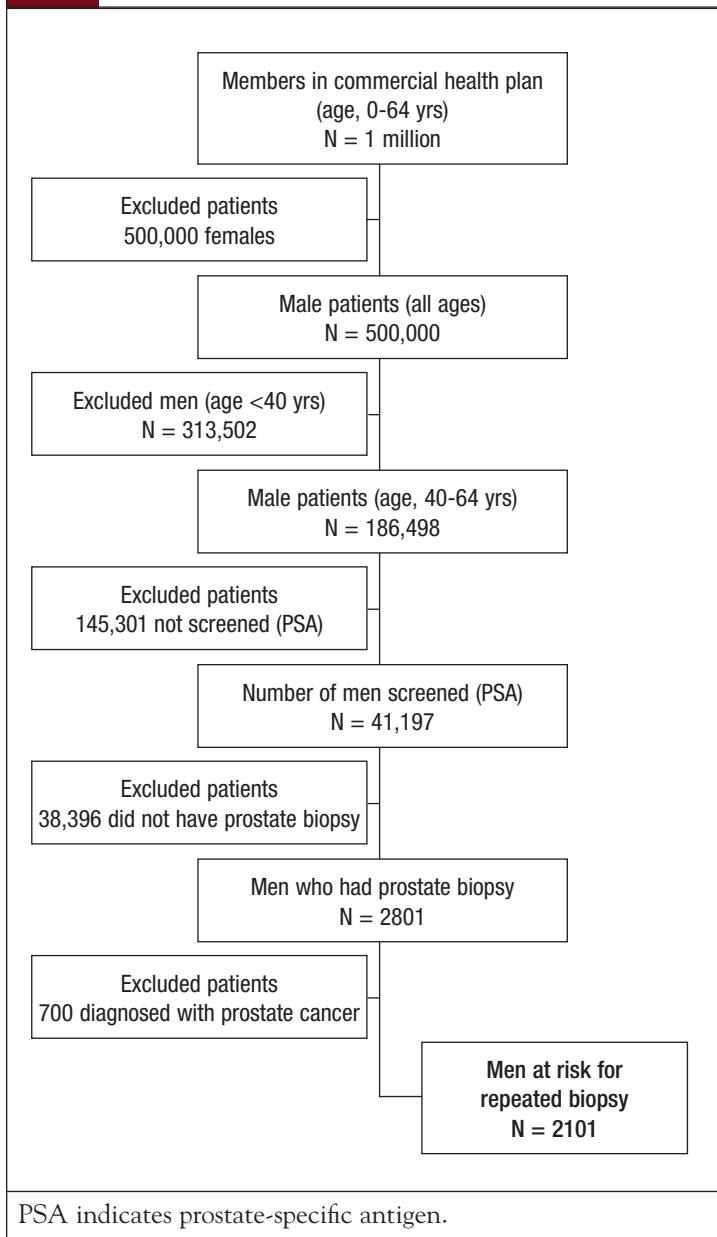 Members in commercial health plan
(age, 0-64 yrs)
N = 1 million
Excluded patients
500,000 females
Male patients (all ages)
N = 500,000
Excluded men (age <40 yrs)
N = 313,502
Male patients (age, 40-64 yrs)
N = 186,498
Excluded patients
145,301 not screened (PSA)
Number of men screened (PSA)
N = 41,197
Excluded patients
38,396 did not have prostate biopsy
Men who had prostate biopsy
N = 2801
Excluded patients
700 diagnosed with prostate cancer
Men at risk for
repeated biopsy
N = 2101
PSA indicates prostate-specific antigen.